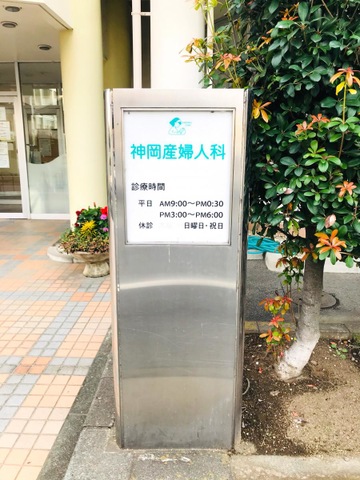 神岡産婦人科
診療時間
平日 AM9:00～PM0:30
PM3:00～PM6:00
休診 日曜日・祝日